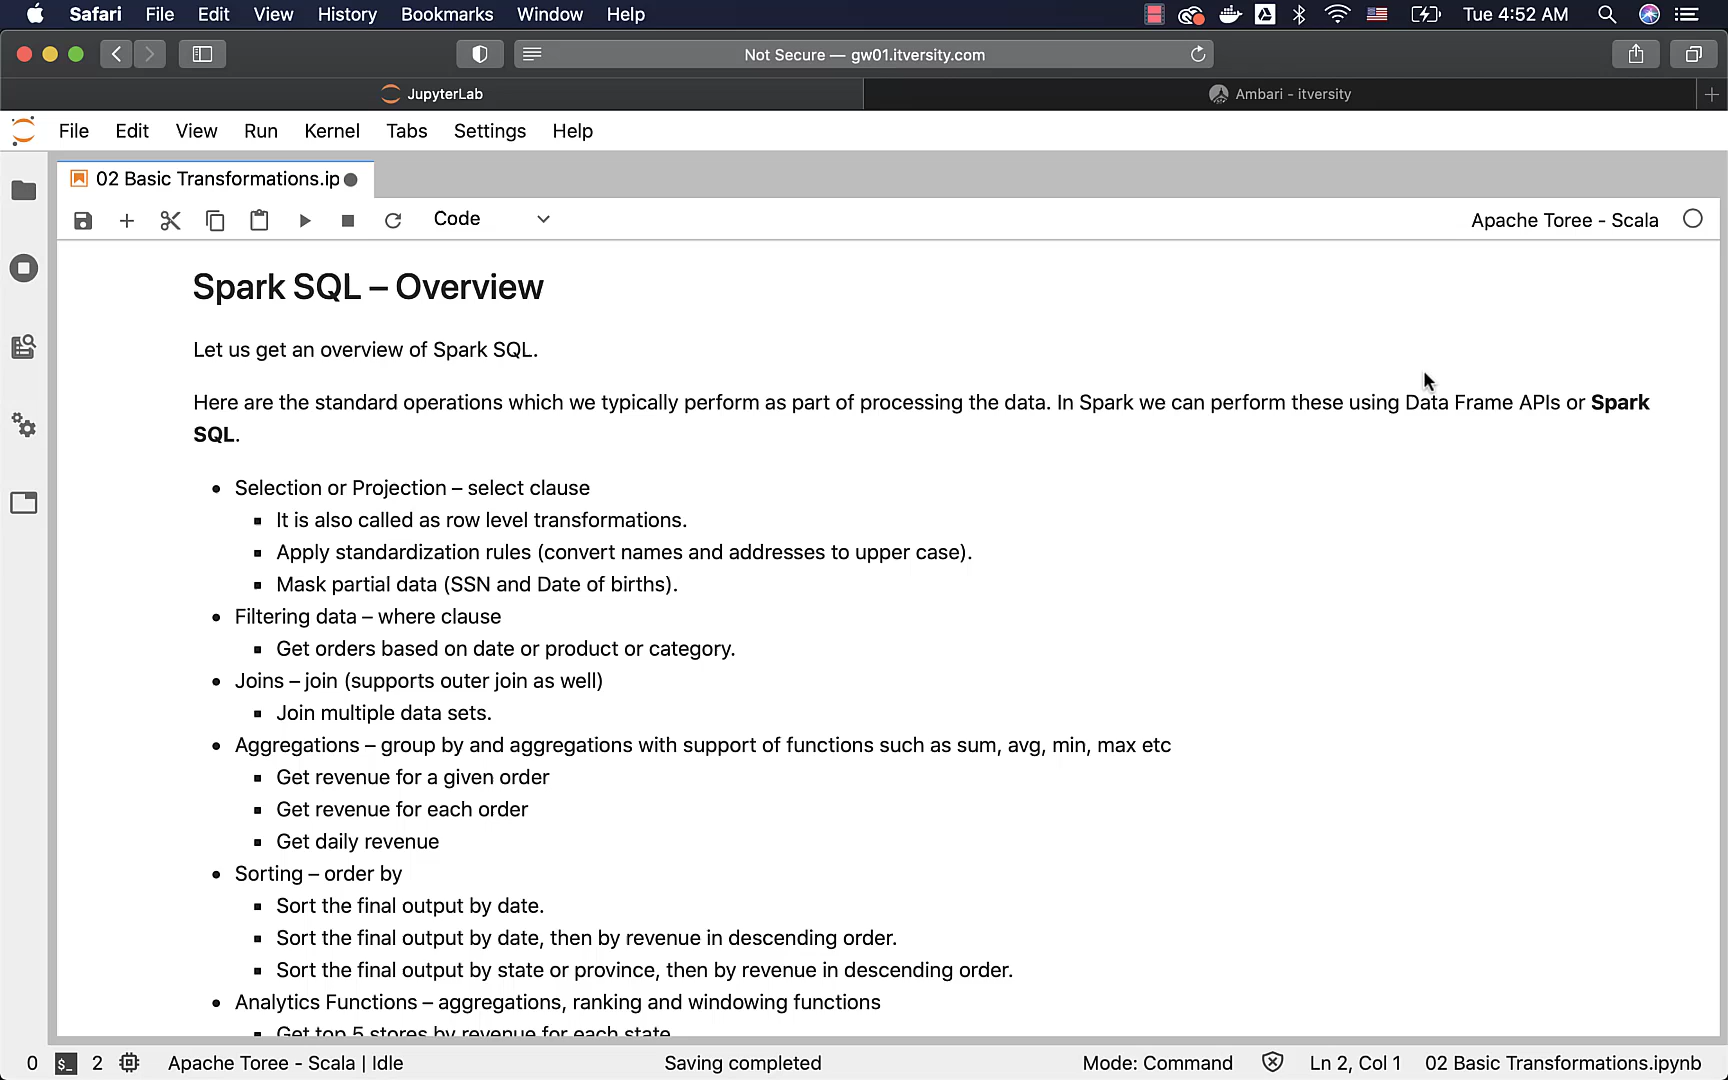 Safari File Edit View History Bookmarks Window Help Tue 4:52 AM
Not Secure — gw01.itversity.com
JupyterLab Ambari - itversity
File Edit View Run Kernel Tabs Settings Help
02 Basic Transformations.ip
Code Apache Toree - Scala
Spark SQL – Overview
Let us get an overview of Spark SQL.
Here are the standard operations which we typically perform as part of processing the data. In Spark we can perform these using Data Frame APIs or Spark
SQL.
Selection or Projection – select clause
It is also called as row level transformations.
Apply standardization rules (convert names and addresses to upper case).
Mask partial data (SSN and Date of births).
Filtering data – where clause
Get orders based on date or product or category.
Joins – join (supports outer join as well)
Join multiple data sets.
Aggregations – group by and aggregations with support of functions such as sum, avg, min, max etc
Get revenue for a given order
Get revenue for each order
Get daily revenue
Sorting – order by
Sort the final output by date.
Sort the final output by date, then by revenue in descending order.
Sort the final output by state or province, then by revenue in descending order.
Analytics Functions – aggregations, ranking and windowing functions
Get top 5 stores by revenue for each state.
0 $_ 2 Apache Toree - Scala | Idle Saving completed Mode: Command Ln 2, Col 1 02 Basic Transformations.ipynb